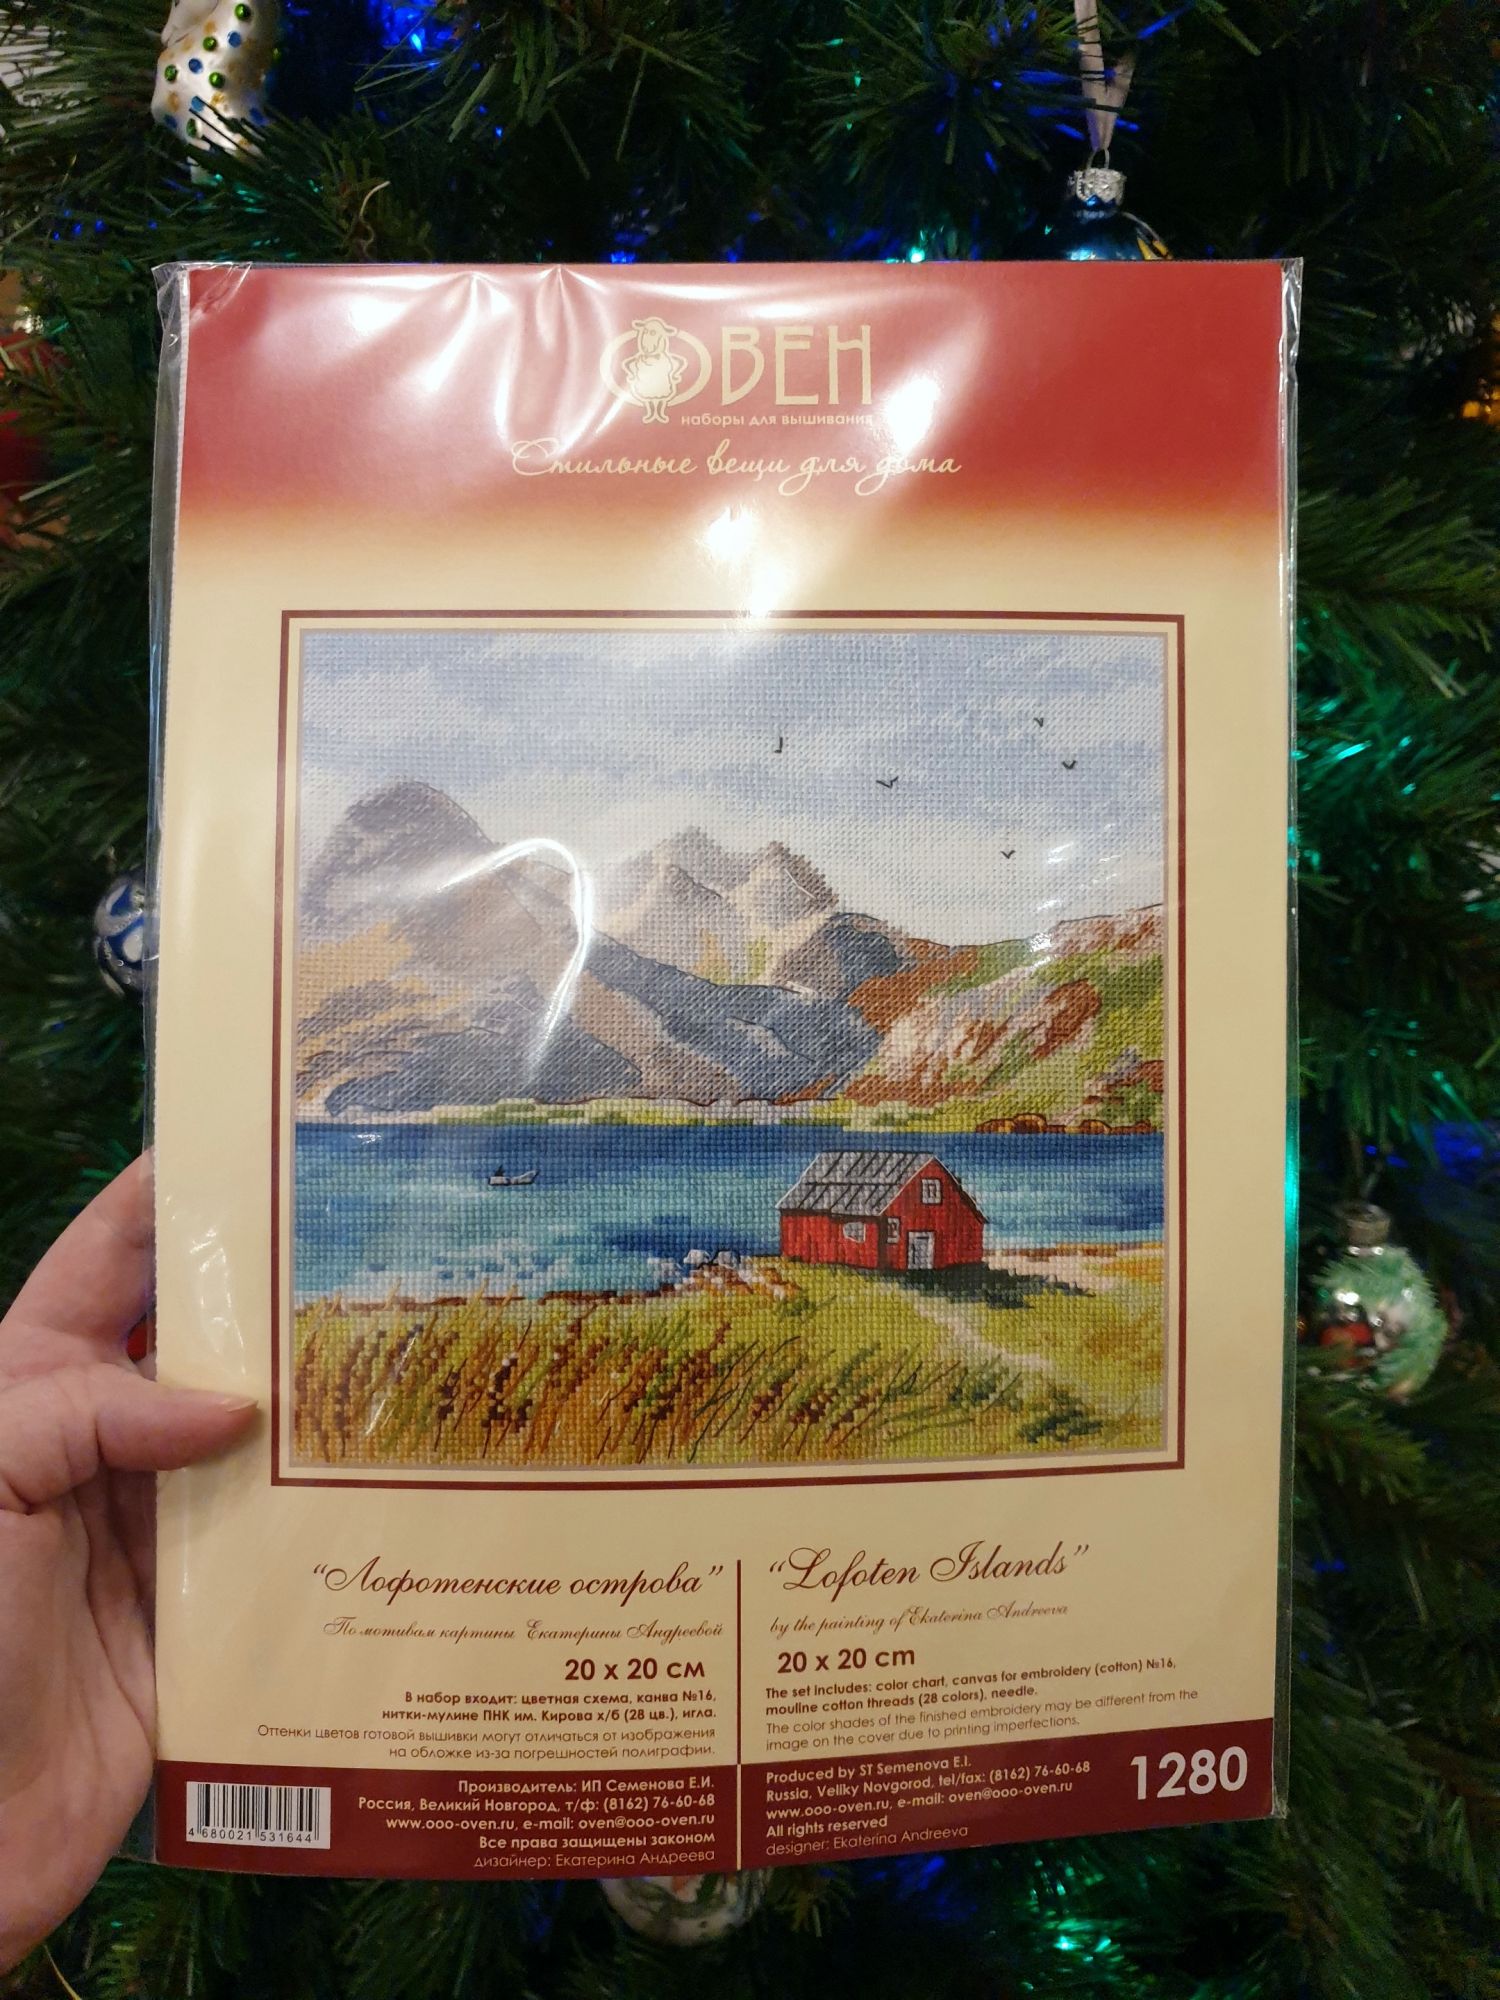 ОВЕН
наборы для вышивания
Стильные вещи для дома
"Лофотенские острова"
По мотивам картины Екатерины Андреевой
20 х 20 см
В набор входит: цветная схема, канва №16,
нитки-мулине ПНК им. Кирова х/б (28 цв.), игла.
Оттенки цветов готовой вышивки могут отличаться от изображения
на обложке из-за погрешностей полиграфии.
"Lofoten Islands"
by the painting of Ekaterina Andreeva
20 x 20 cm
The set includes: color chart, canvas for embroidery (cotton) №16,
mouline cotton threads (28 colors), needle.
The color shades of the finished embroidery may be different from the
image on the cover due to printing imperfections.
4 680021 531644
Производитель: ИП Семенова Е.И.
Россия, Великий Новгород, т/ф: (8162) 76-60-68
www.ooo-oven.ru, e-mail: oven@ooo-oven.ru
Все права защищены законом
дизайнер: Екатерина Андреева
Produced by ST Semenova E.I.
Russia, Veliky Novgorod, tel/fax: (8162) 76-60-68
www.ooo-oven.ru, e-mail: oven@ooo-oven.ru
All rights reserved
designer: Ekaterina Andreeva
1280